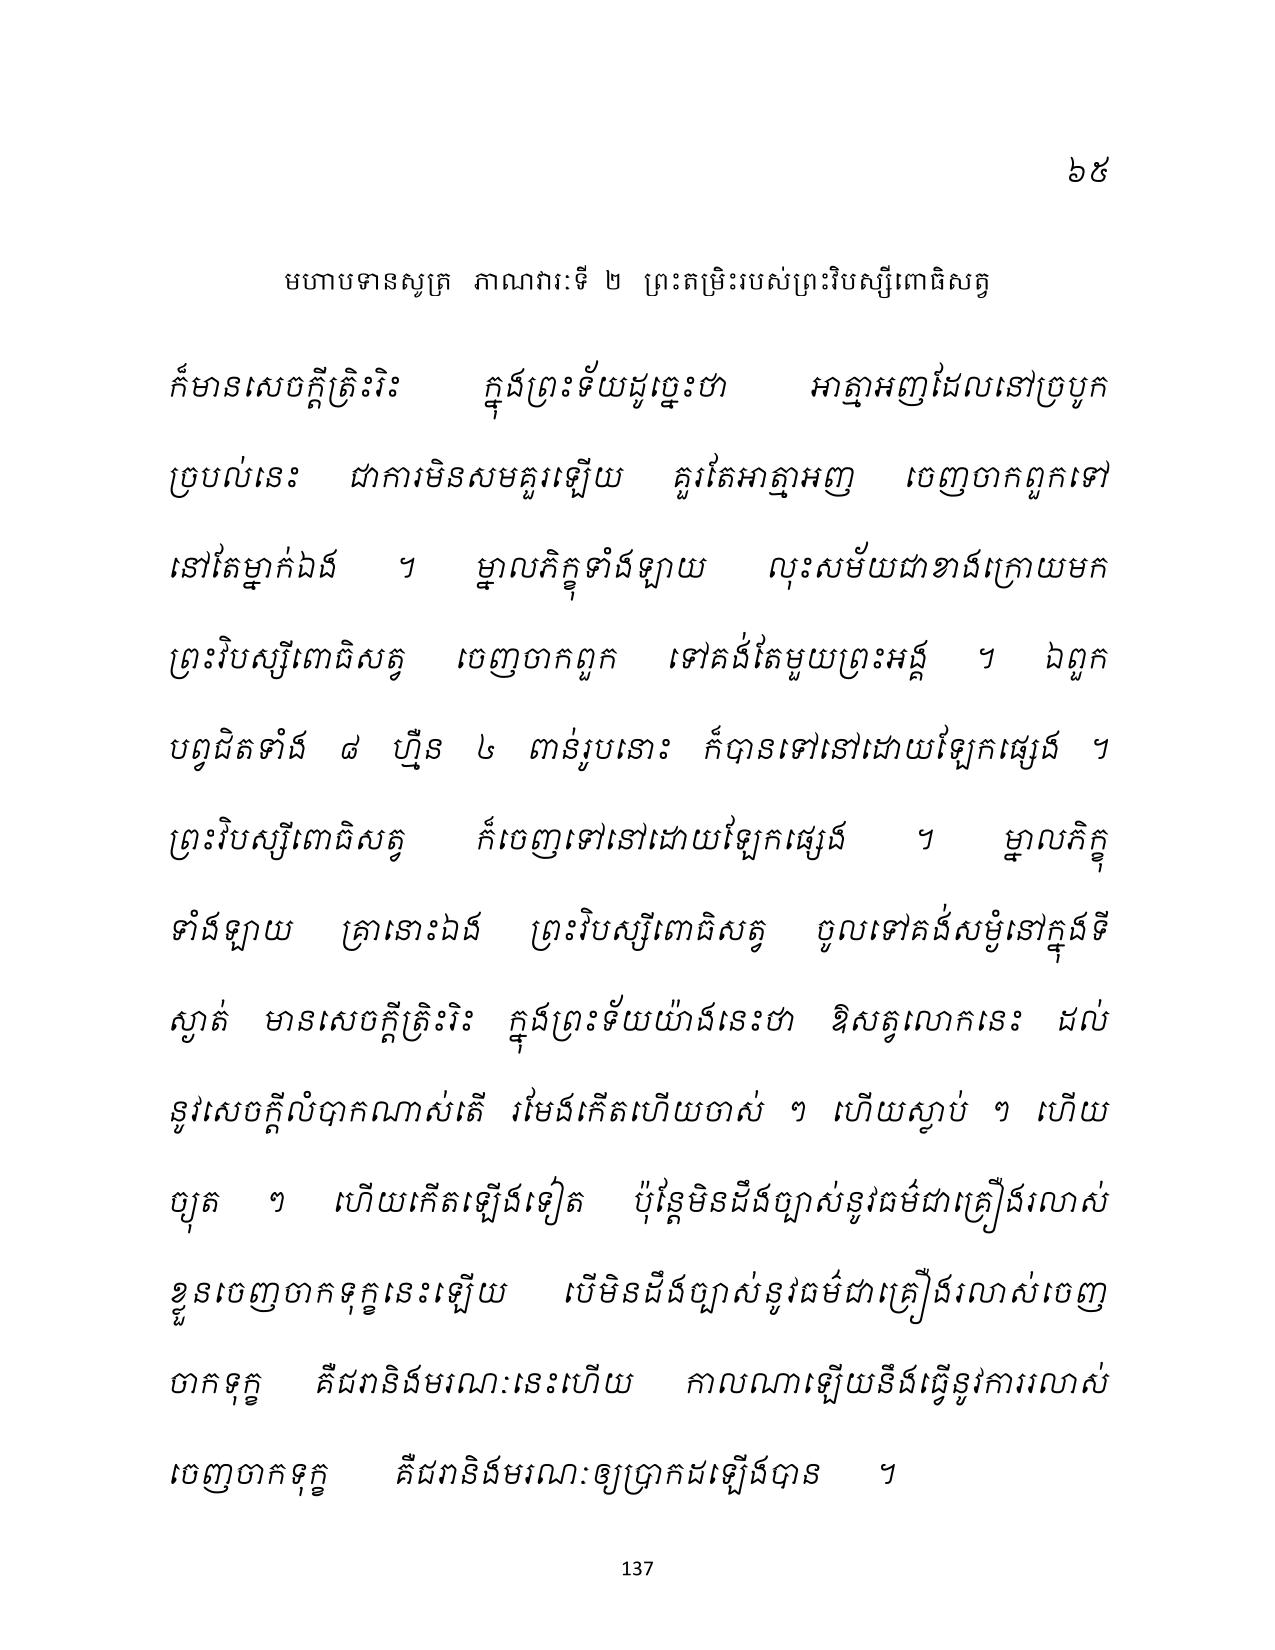 ៦៥
មហាបទានសូត្រ ភាណវារៈទី ២ ព្រះតម្រិះរបស់ព្រះវិបស្សីពោធិសត្វ
ក៏មានសេចក្តីត្រិះរិះ ក្នុងព្រះទ័យដូច្នេះថា អាត្មាអញដែលនៅច្របូក
ច្របល់នេះ ជាការមិនសមគួរឡើយ គួរតែអាត្មាអញ ចេញចាកពួកទៅ
នៅតែម្នាក់ឯង ។ ម្នាលភិក្ខុទាំងឡាយ លុះសម័យជាខាងក្រោយមក
ព្រះវិបស្សីពោធិសត្វ ចេញចាកពួក ទៅគង់តែមួយព្រះអង្គ ។ ឯពួក
បព្វជិតទាំង ៨ ហ្មឺន ៤ ពាន់រូបនោះ ក៏បានទៅនៅដោយឡែកផ្សេង ។
ព្រះវិបស្សីពោធិសត្វ ក៏ចេញទៅនៅដោយឡែកផ្សេង ។ ម្នាលភិក្ខុ
ទាំងឡាយ គ្រានោះឯង ព្រះវិបស្សីពោធិសត្វ ចូលទៅគង់សម្ងំនៅក្នុងទី
ស្ងាត់ មានសេចក្តីត្រិះរិះ ក្នុងព្រះទ័យយ៉ាងនេះថា ឱសត្វលោកនេះ ដល់
នូវសេចក្តីលំបាកណាស់តើ រមែងកើតហើយចាស់ ៗ ហើយស្លាប់ ៗ ហើយ
ច្យុត ៗ ហើយកើតឡើងទៀត ប៉ុន្តែមិនដឹងច្បាស់នូវធម៌ជាគ្រឿងរលាស់
ខ្លួនចេញចាកទុក្ខនេះឡើយ បើមិនដឹងច្បាស់នូវធម៌ជាគ្រឿងរលាស់ចេញ
ចាកទុក្ខ គឺជរានិងមរណៈនេះហើយ កាលណាឡើយនឹងធ្វើនូវការរលាស់
ចេញចាកទុក្ខ គឺជរានិងមរណៈឲ្យប្រាកដឡើងបាន ។
137